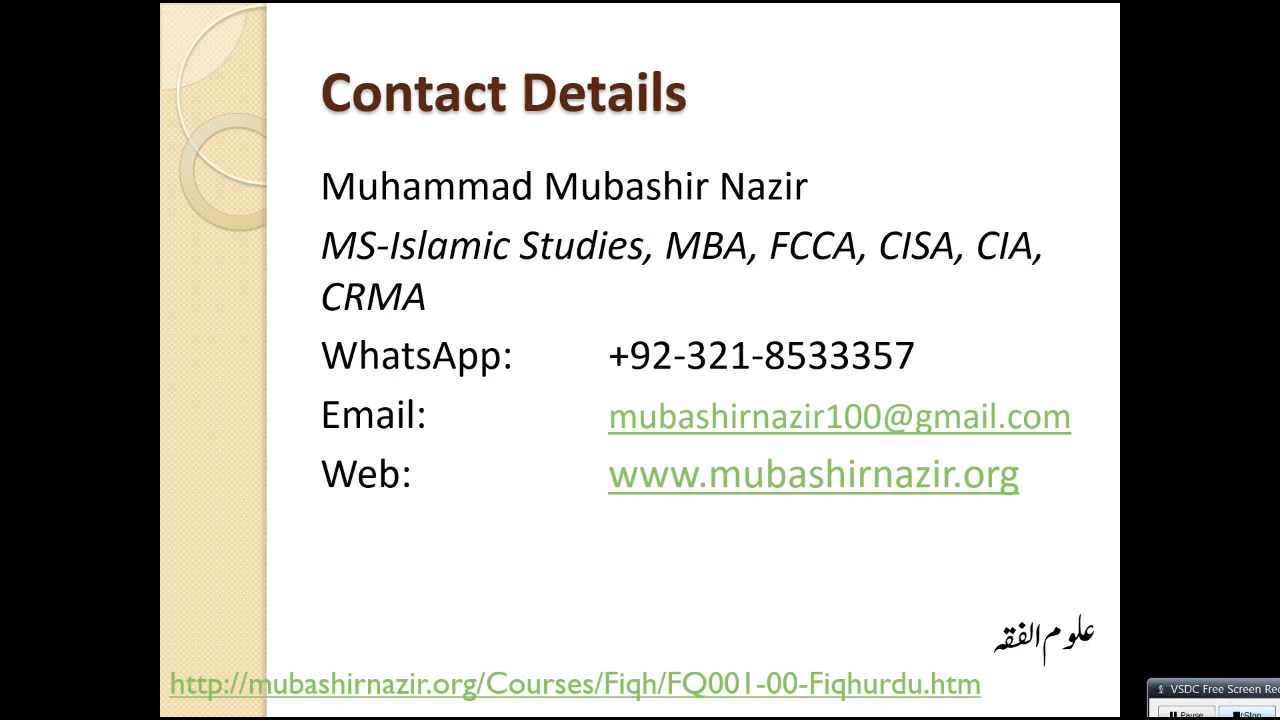 Contact Details
Muhammad Mubashir Nazir
MS-Islamic Studies, MBA, FCCA, CISA, CIA,
CRMA
WhatsApp: +92-321-8533357
Email: mubashirnazir100@gmail.com
Web: www.mubashirnazir.org
علوم الفقہ
http://mubashirnazir.org/Courses/Fiqh/FQ001-00-Fiqhurdu.htm
VSDC Free Screen Rec
Pause Stop